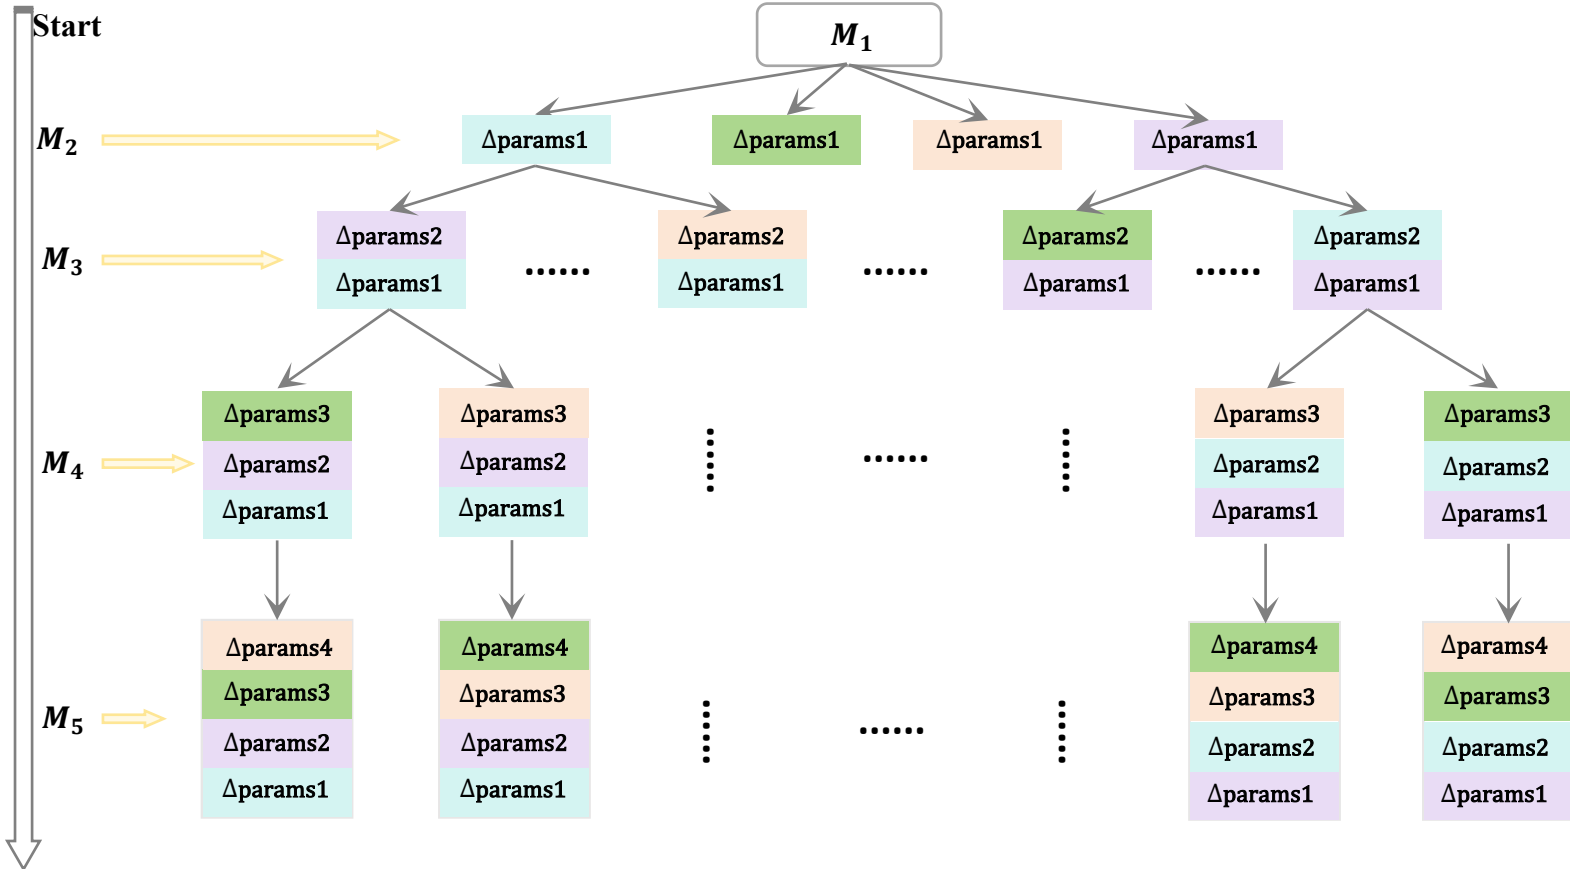 Start
M₁
M₂
Δparams1
Δparams1
Δparams1
Δparams1
M₃
Δparams2
Δparams1
......
Δparams2
Δparams1
......
Δparams2
Δparams1
......
Δparams2
Δparams1
M₄
Δparams3
Δparams2
Δparams1
Δparams3
Δparams2
Δparams1
......
......
......
Δparams3
Δparams2
Δparams1
Δparams3
Δparams2
Δparams1
M₅
Δparams4
Δparams3
Δparams2
Δparams1
Δparams4
Δparams3
Δparams2
Δparams1
......
......
......
Δparams4
Δparams3
Δparams2
Δparams1
Δparams4
Δparams3
Δparams2
Δparams1